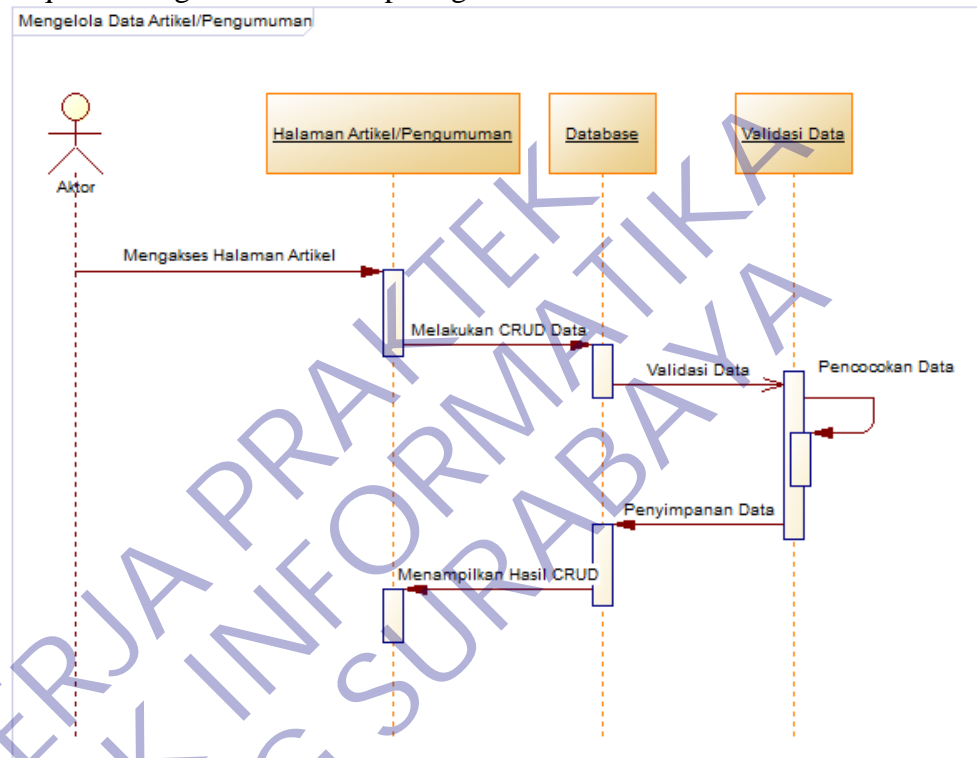 Mengelola Data Artikel/Pengumuman
Aktor
Halaman Artikel/Pengumuman
Database
Validasi Data
Mengakses Halaman Artikel
Melakukan CRUD Data
Validasi Data
Pencocokan Data
Penyimpanan Data
Menampilkan Hasil CRUD
KERJA PRAKTEK
INFORMATIKA
SURABAYA